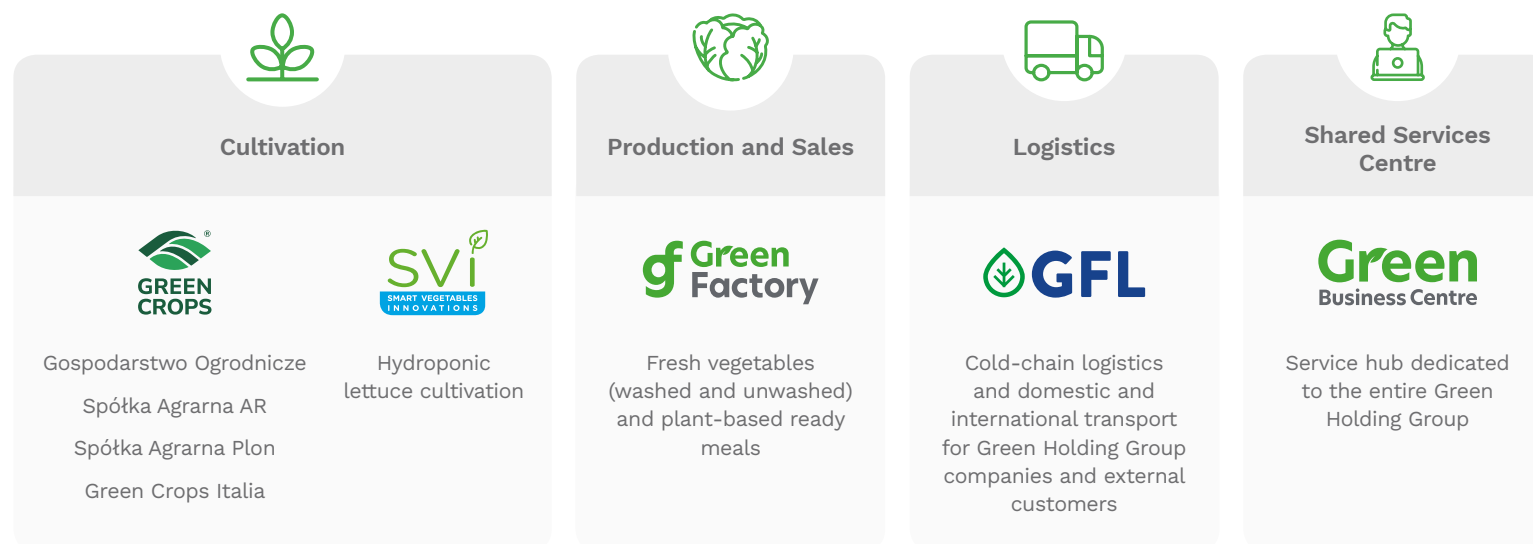 Cultivation
Production and Sales
Logistics
Shared Services
Centre
®
GREEN
CROPS
Gospodarstwo Ogrodnicze
Spółka Agrarna AR
Spółka Agrarna Plon
Green Crops Italia
SVi
SMART VEGETABLES
INNOVATIONS
Hydroponic
lettuce cultivation
gf Green
Factory
Fresh vegetables
(washed and unwashed)
and plant-based ready
meals
GFL
Cold-chain logistics
and domestic and
international transport
for Green Holding Group
companies and external
customers
Green
Business Centre
Service hub dedicated
to the entire Green
Holding Group